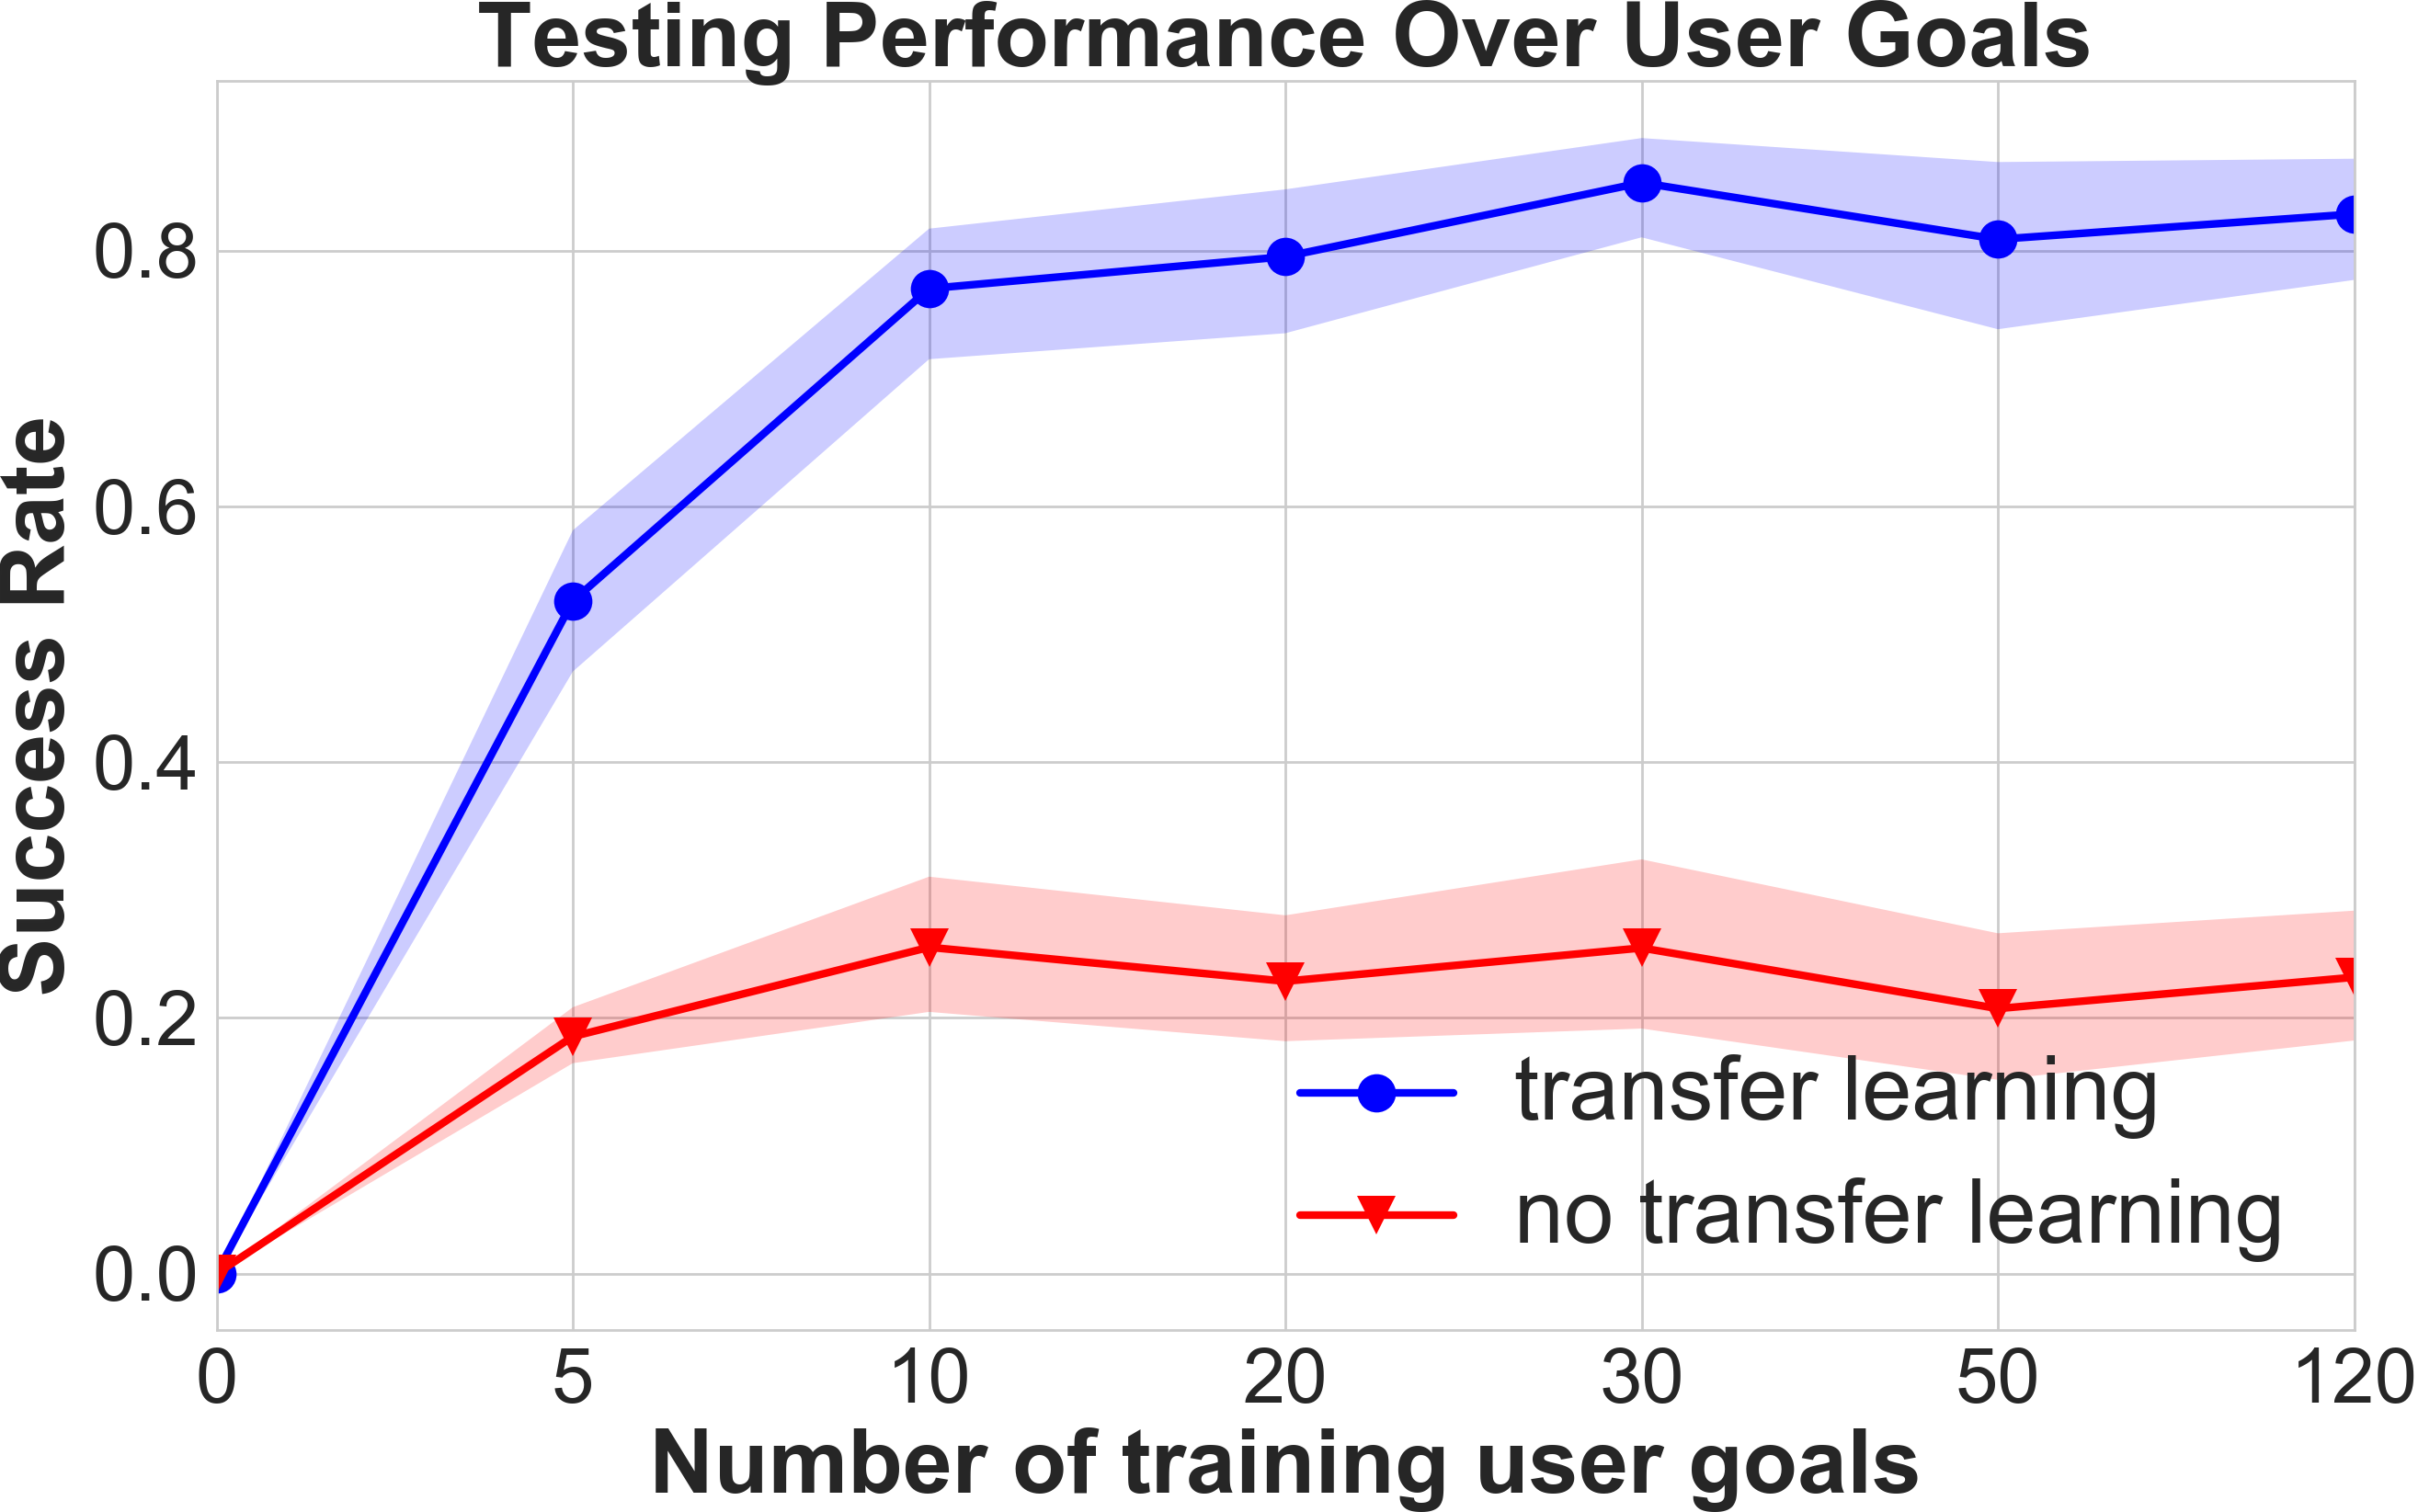 Testing Performance Over User Goals
Success Rate
0.8
0.6
0.4
0.2
0.0
transfer learning
no transfer learning
0 5 10 20 30 50 120
Number of training user goals